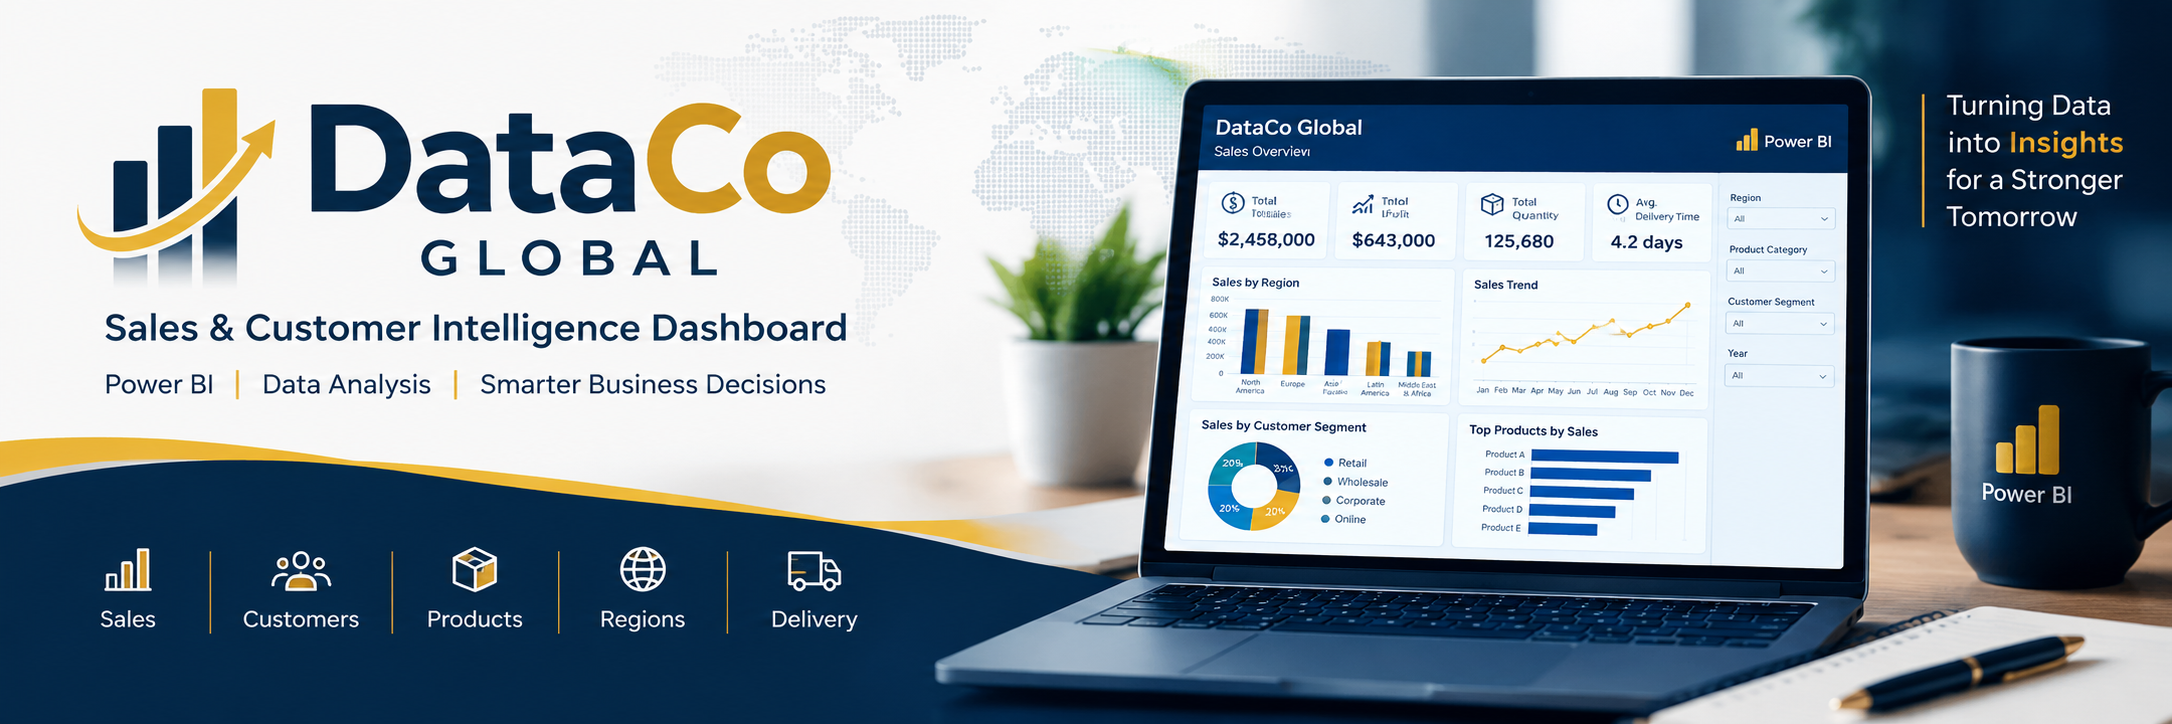 DataCo
GLOBAL
Sales & Customer Intelligence Dashboard
Power BI | Data Analysis | Smarter Business Decisions
Sales
Customers
Products
Regions
Delivery
DataCo Global
Sales Overview
Power BI
Total
$2,458,000
$643,000
Total
Quantity
125,680
Avg.
Delivery Time
4.2 days
Region
All
Product Category
All
Customer Segment
All
Year
All
Sales by Region
800K
600K
400K
400K
200K
0
North
America
Europe
Latin
America
Middle East
& Africa
Sales Trend
Jan Feb Mar Apr May Jun Jul Aug Sep Oct Nov Dec
Sales by Customer Segment
20%
20%
20%
Retail
Wholesale
Corporate
Online
Top Products by Sales
Product A
Product B
Product C
Product D
Product E
Turning Data
into Insights
for a Stronger
Tomorrow
Power BI